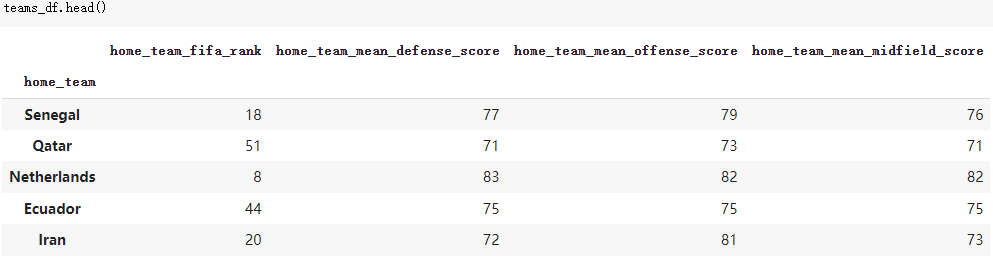 teams_df.head()
home_team_fifa_rank home_team_mean_defense_score home_team_mean_offense_score home_team_mean_midfield_score
home_team
Senegal 18 77 79 76
Qatar 51 71 73 71
Netherlands 8 83 82 82
Ecuador 44 75 75 75
Iran 20 72 81 73